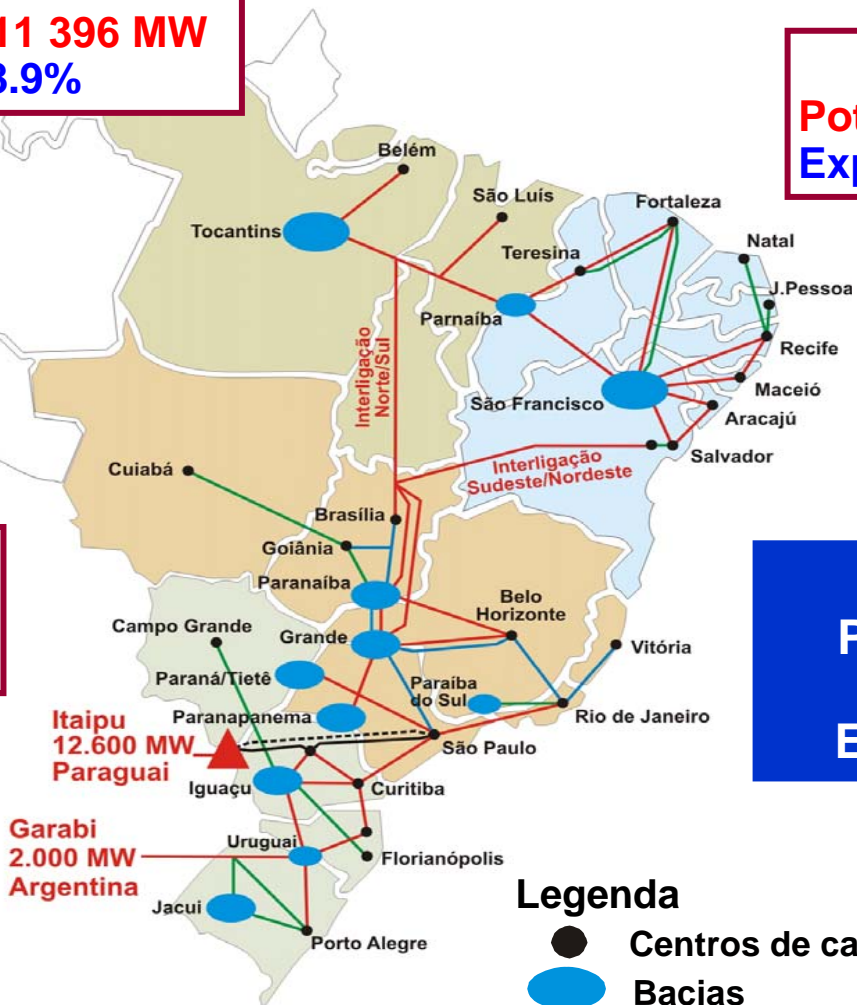 11 396 MW
3.9%
Pot
Exp
Belém
São Luís
Fortaleza
Tocantins
Teresina
Natal
J.Pessoa
Parnaíba
Recife
Interligação
Norte/Sul
São Francisco
Maceió
Aracajú
Interligação
Sudeste/Nordeste
Salvador
Cuiabá
Brasília
Goiânia
Paranaíba
Belo
Horizonte
Campo Grande
Grande
Vitória
Paraná/Tietê
Paraíba
do Sul
Paranapanema
Rio de Janeiro
Itaipu
12.600 MW
Paraguai
São Paulo
Iguaçu
Curitiba
Garabi
2.000 MW
Argentina
Uruguai
Florianópolis
Jacui
Porto Alegre
P
E
Legenda
Centros de ca
Bacias